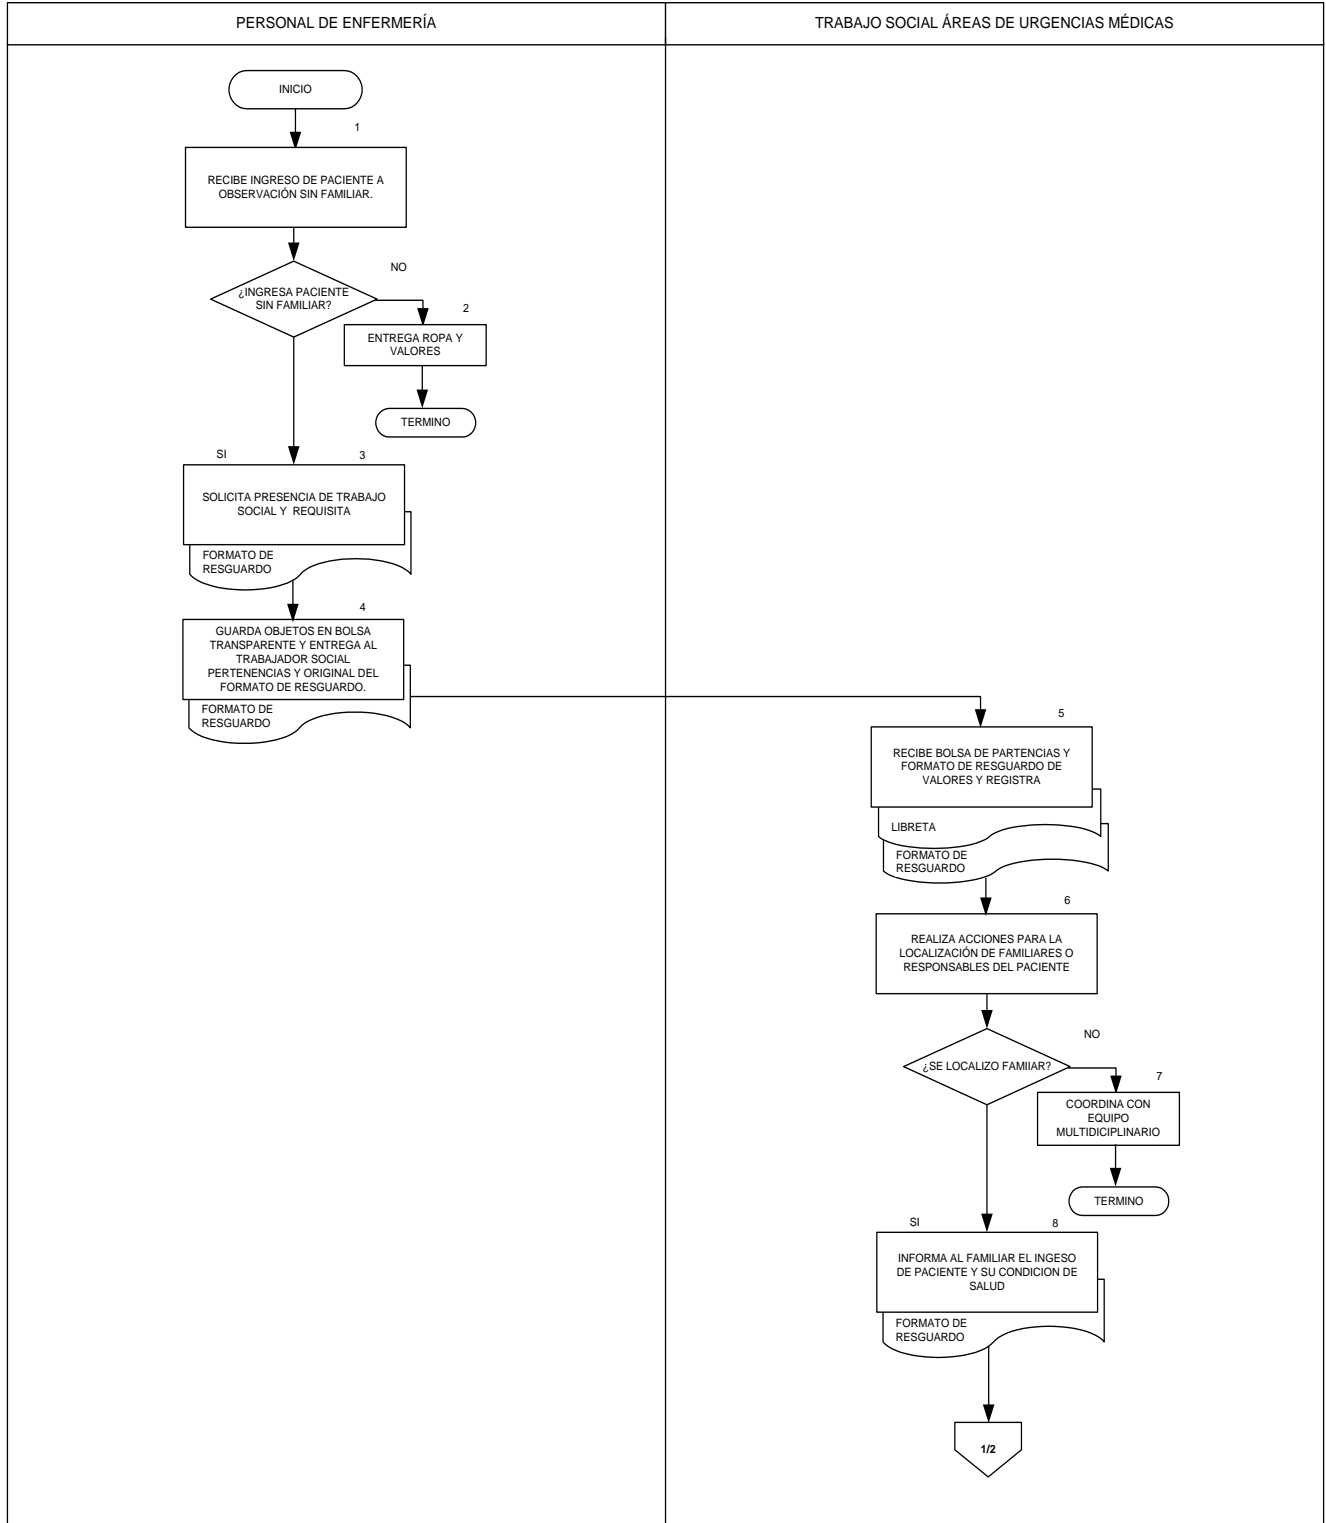 PERSONAL DE ENFERMERÍA
TRABAJO SOCIAL ÁREAS DE URGENCIAS MÉDICAS
INICIO
1
RECIBE INGRESO DE PACIENTE A
OBSERVACIÓN SIN FAMILIAR.
¿INGRESA PACIENTE
SIN FAMILIAR?
NO
2
ENTREGA ROPA Y
VALORES
TERMINO
SI
3
SOLICITA PRESENCIA DE TRABAJO
SOCIAL Y REQUISITA
FORMATO DE
RESGUARDO
4
GUARDA OBJETOS EN BOLSA
TRANSPARENTE Y ENTREGA AL
TRABAJADOR SOCIAL
PERTENENCIAS Y ORIGINAL DEL
FORMATO DE RESGUARDO.
FORMATO DE
RESGUARDO
5
RECIBE BOLSA DE PARTENCIAS Y
FORMATO DE RESGUARDO DE
VALORES Y REGISTRA
LIBRETA
FORMATO DE
RESGUARDO
6
REALIZA ACCIONES PARA LA
LOCALIZACIÓN DE FAMILIARES O
RESPONSABLES DEL PACIENTE
¿SE LOCALIZO FAMIIAR?
NO
7
COORDINA CON
EQUIPO
MULTIDICIPLINARIO
TERMINO
SI
8
INFORMA AL FAMILIAR EL INGESO
DE PACIENTE Y SU CONDICION DE
SALUD
FORMATO DE
RESGUARDO
1/2